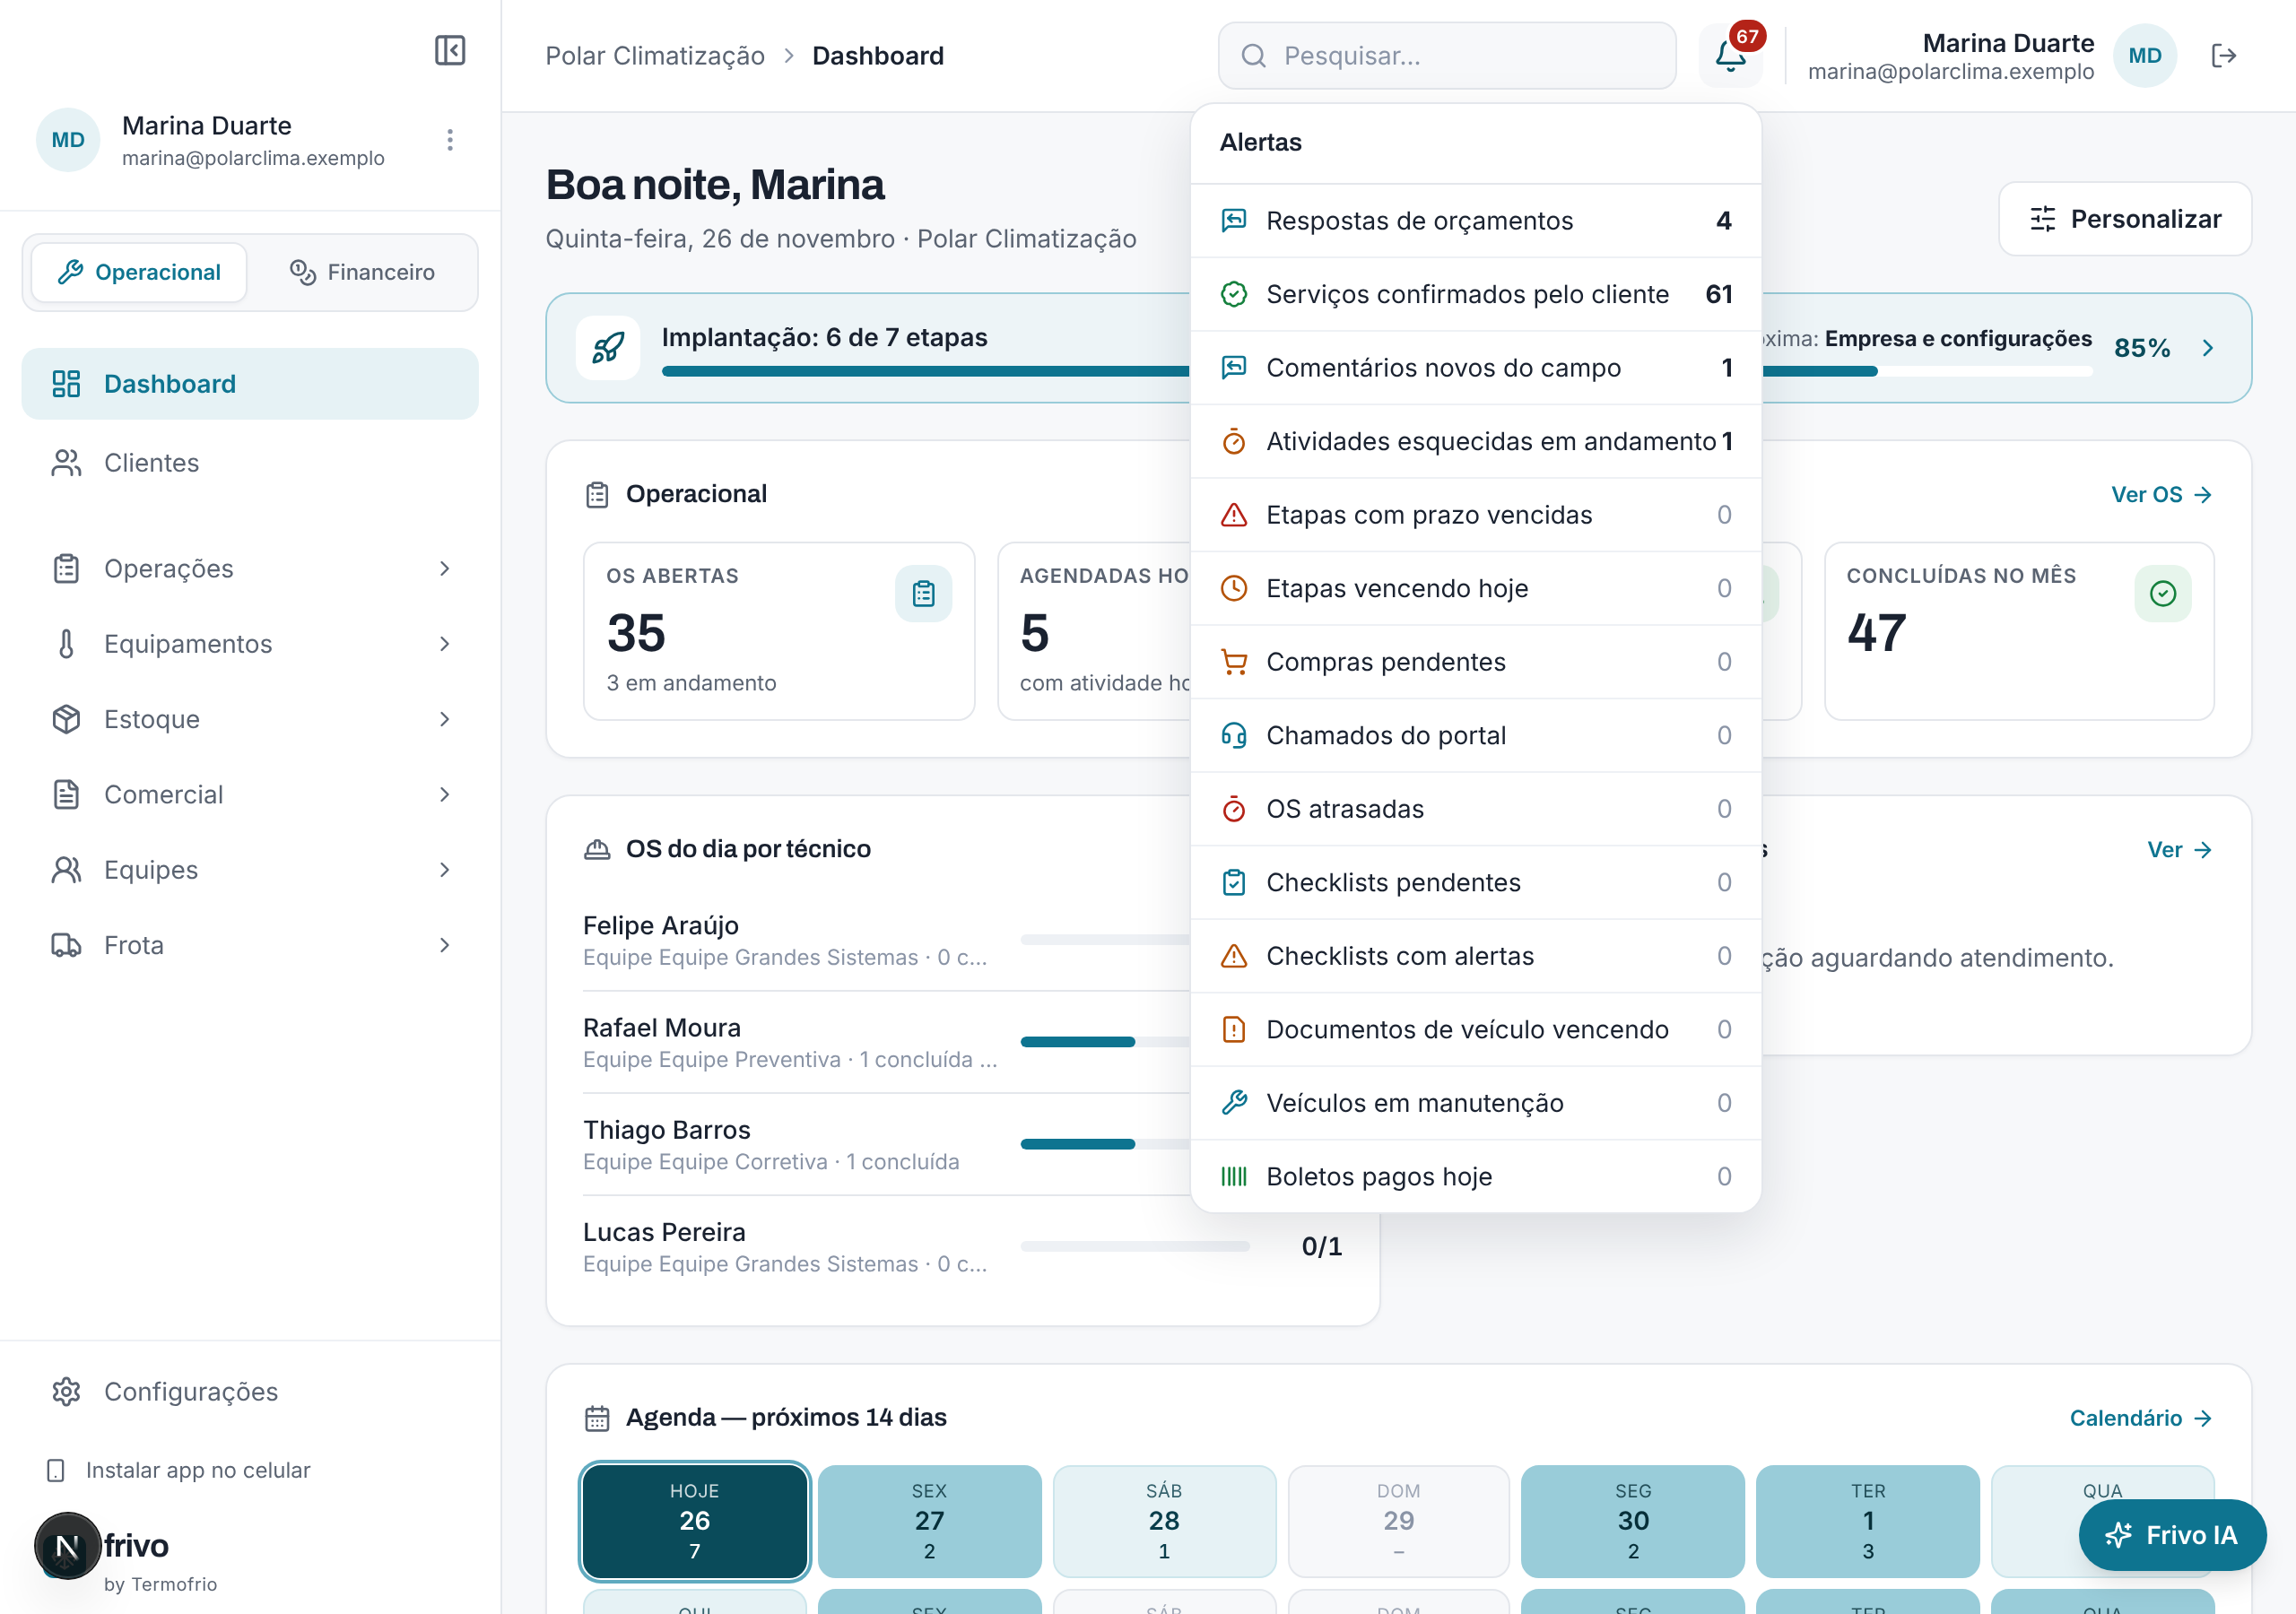 Polar Climatização > Dashboard
Pesquisar...
67
Marina Duarte
marina@polarclima.exemplo
MD
MD
Marina Duarte
marina@polarclima.exemplo
Operacional
Financeiro
Dashboard
Clientes
Operações
Equipamentos
Estoque
Comercial
Equipes
Frota
Configurações
Instalar app no celular
N
frivo
by Termofrio
Boa noite, Marina
Quinta-feira, 26 de novembro · Polar Climatização
Personalizar
Implantação: 6 de 7 etapas
Empresa e configurações
85%
Alertas
Respostas de orçamentos 4
Serviços confirmados pelo cliente 61
Comentários novos do campo 1
Atividades esquecidas em andamento 1
Etapas com prazo vencidas 0
Etapas vencendo hoje 0
Compras pendentes 0
Chamados do portal 0
OS atrasadas 0
Checklists pendentes 0
Checklists com alertas 0
Documentos de veículo vencendo 0
Veículos em manutenção 0
Boletos pagos hoje 0
Operacional
Ver OS
OS ABERTAS
35
3 em andamento
AGENDADAS
5
com atividade
CONCLUÍDAS NO MÊS
47
OS do dia por técnico
Felipe Araújo
Equipe Equipe Grandes Sistemas · 0 c...
Rafael Moura
Equipe Equipe Preventiva · 1 concluída ...
Thiago Barros
Equipe Equipe Corretiva · 1 concluída
Lucas Pereira
Equipe Equipe Grandes Sistemas · 0 c...
0/1
Ver
aguardando atendimento.
Agenda — próximos 14 dias
Calendário
HOJE
26
7
SEX
27
2
SÁB
28
1
DOM
29
–
SEG
30
2
TER
1
3
QUA
Frivo IA